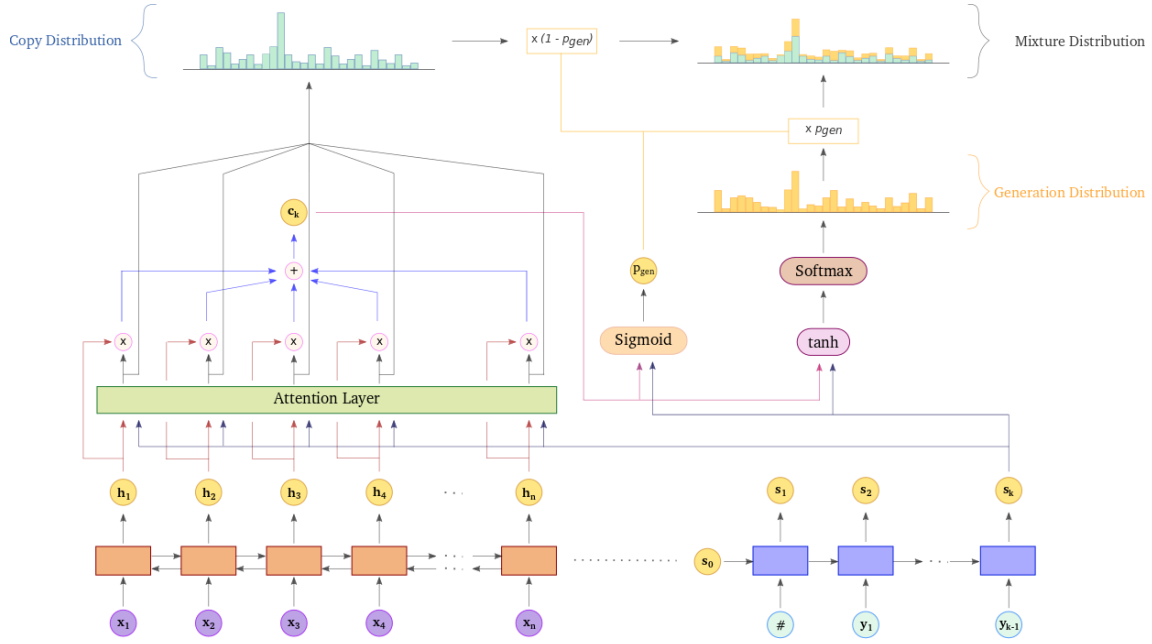 Copy Distribution
x (1 - pgen)
Mixture Distribution
x pgen
Generation Distribution
ck
+
pgen
Softmax
x
x
x
x
x
Sigmoid
tanh
Attention Layer
h1
h2
h3
h4
...
hn
s1
s2
sk
...
s0
...
x1
x2
x3
x4
xn
#
y1
yk-1